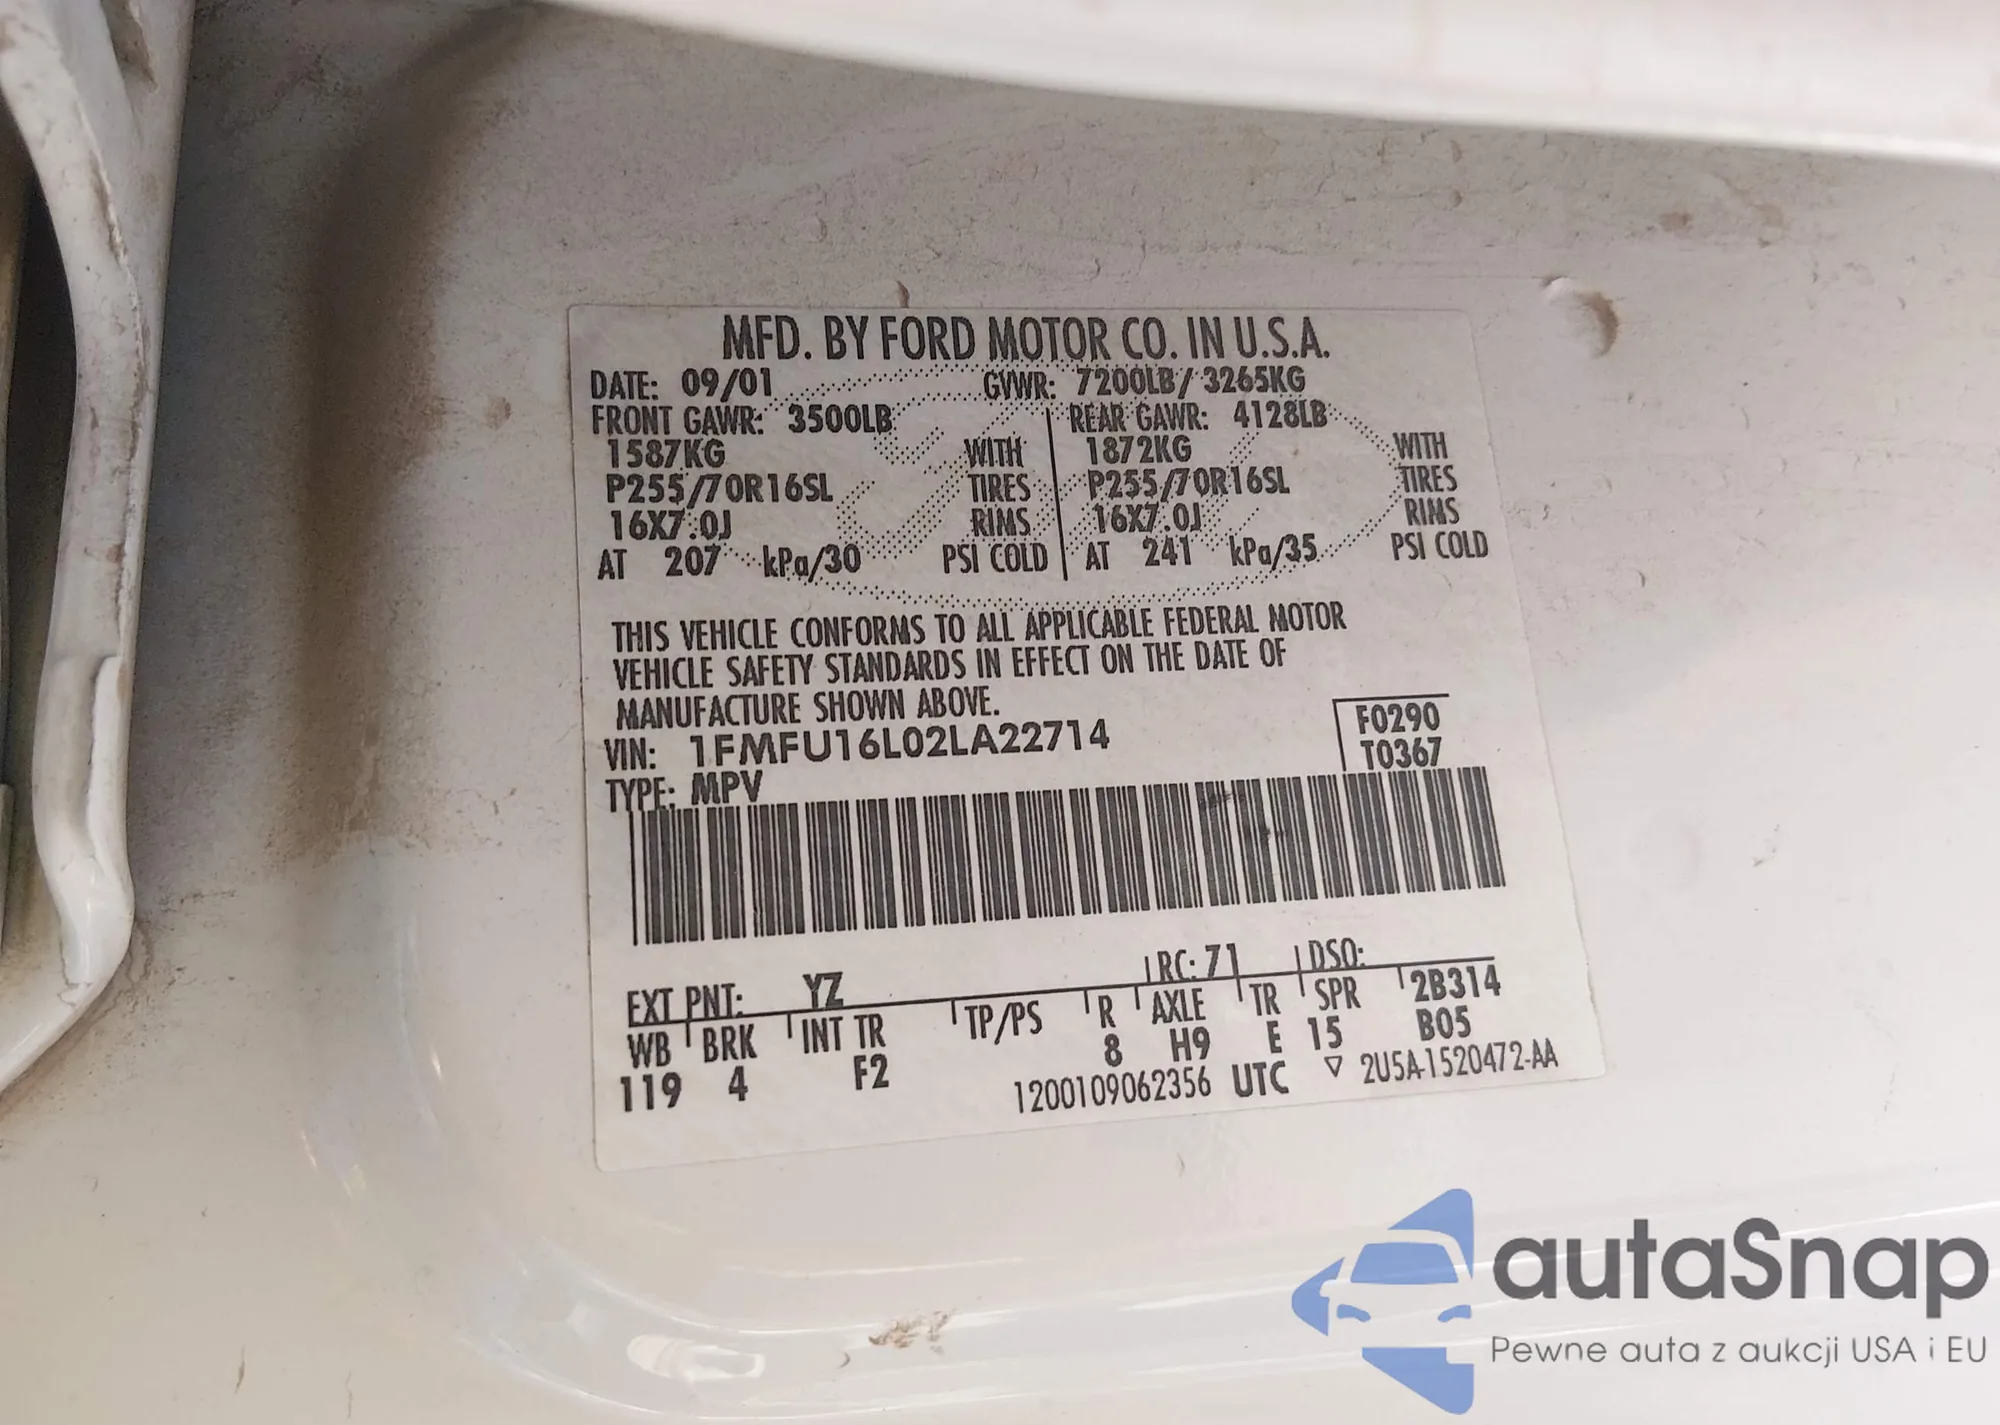 MFD. BY FORD MOTOR CO. IN U.S.A.
DATE: 09/01 GVWR: 7200LB/ 3265KG
FRONT GAWR: 3500LB REAR GAWR: 4128LB
1587KG WITH 1872KG WITH
P255/70R16SL TIRES P255/70R16SL TIRES
16X7.0J RIMS 16X7.0J RIMS
AT 207 kPa/30 PSI COLD AT 241 kPa/35 PSI COLD
THIS VEHICLE CONFORMS TO ALL APPLICABLE FEDERAL MOTOR
VEHICLE SAFETY STANDARDS IN EFFECT ON THE DATE OF
MANUFACTURE SHOWN ABOVE.
VIN: 1FMFU16L02LA22714 F0290
TYPE: MPV T0367
EXT PNT: YZ RC: 71 DSO:
WB BRK INT TR TP/PS R AXLE TR SPR 2B314
119 4 F2 8 H9 E 15 B05
1200109062356 UTC ▽ 2U5A-1520472-AA
autaSnap
Pewne auta z aukcji USA i EU